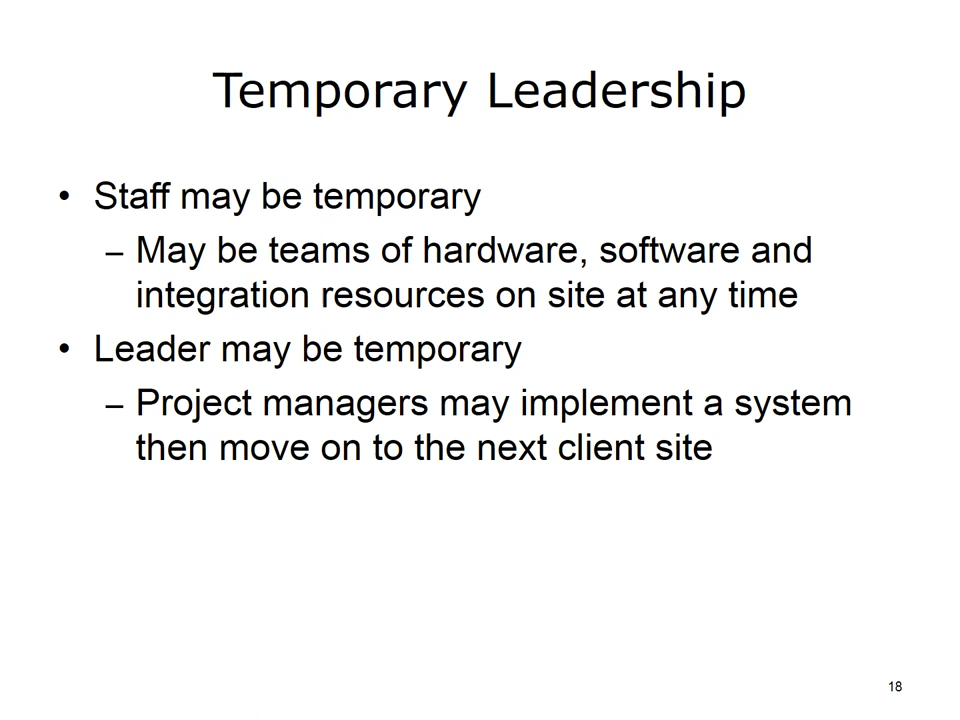 Temporary Leadership
• Staff may be temporary
– May be teams of hardware, software and
integration resources on site at any time
• Leader may be temporary
– Project managers may implement a system
then move on to the next client site
18